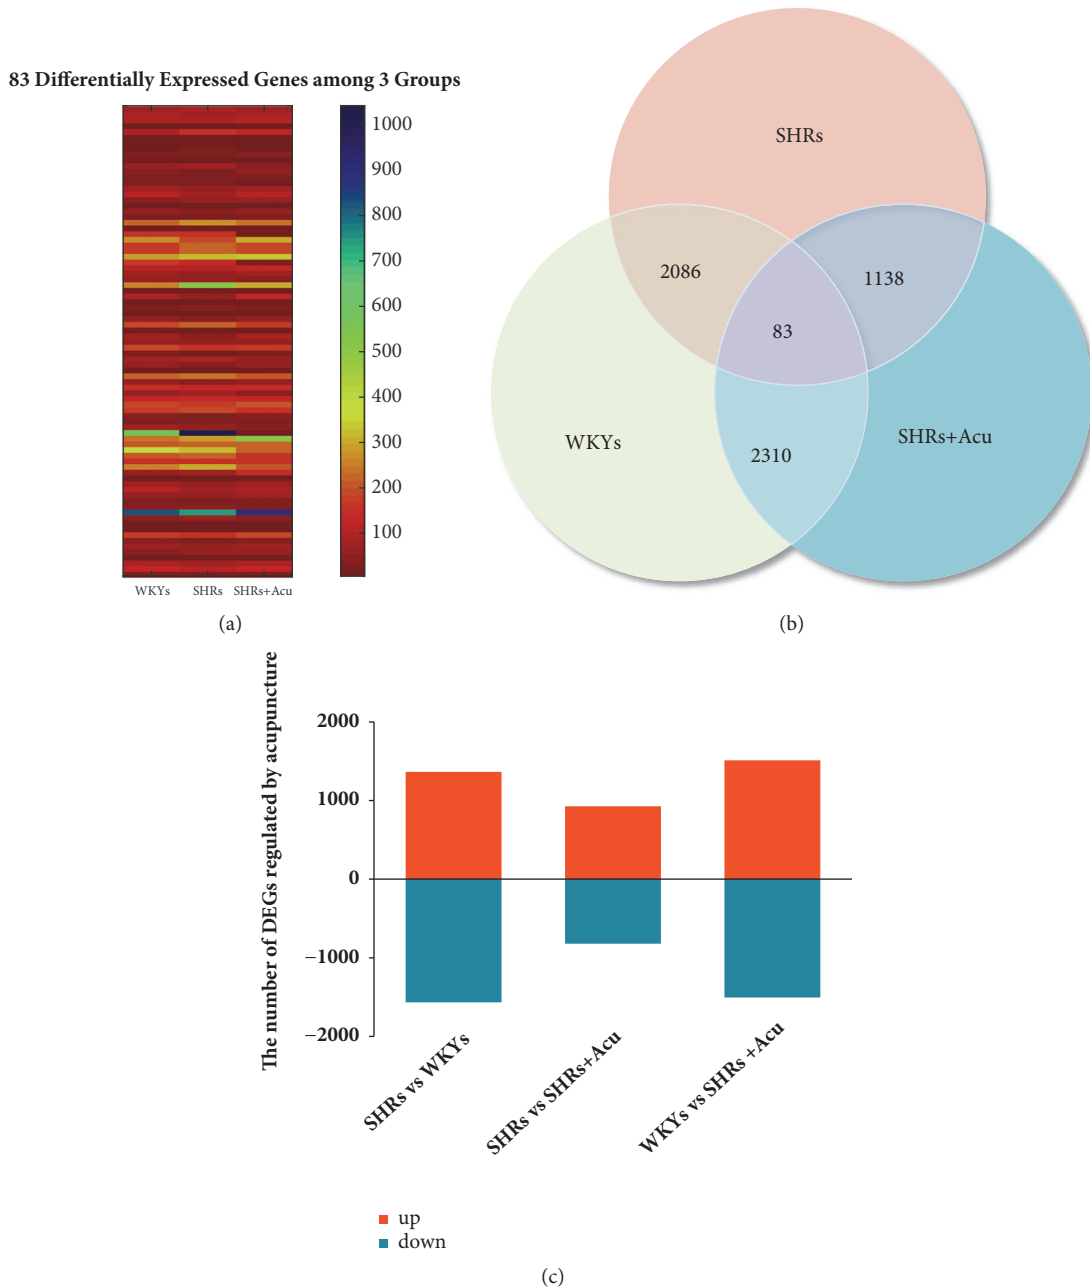 83 Differentially Expressed Genes among 3 Groups
1000
900
800
700
600
500
400
300
200
100
WKYs SHRs SHRs+Acu
(a)
SHRs
2086
1138
83
WKYs
SHRs+Acu
2310
(b)
The number of DEGs regulated by acupuncture
2000
1000
0
−1000
−2000
SHRs vs WKYs
SHRs vs SHRs+Acu
WKYs vs SHRs +Acu
up
down
(c)